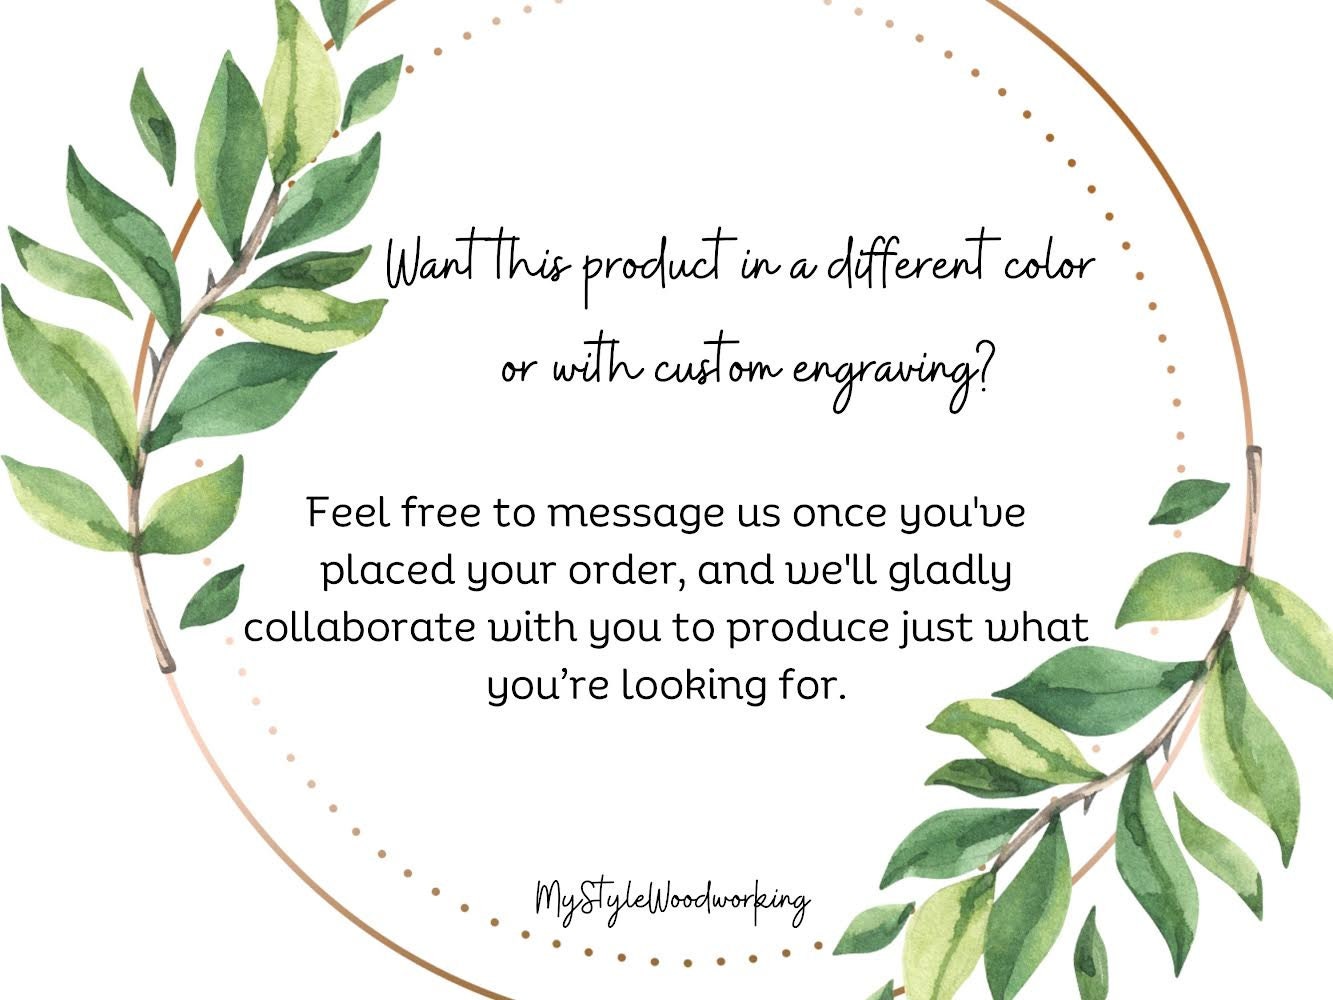 Want this product in a different color
or with custom engraving?
Feel free to message us once you've
placed your order, and we'll gladly
collaborate with you to produce just what
you’re looking for.
MyStyleWoodworking